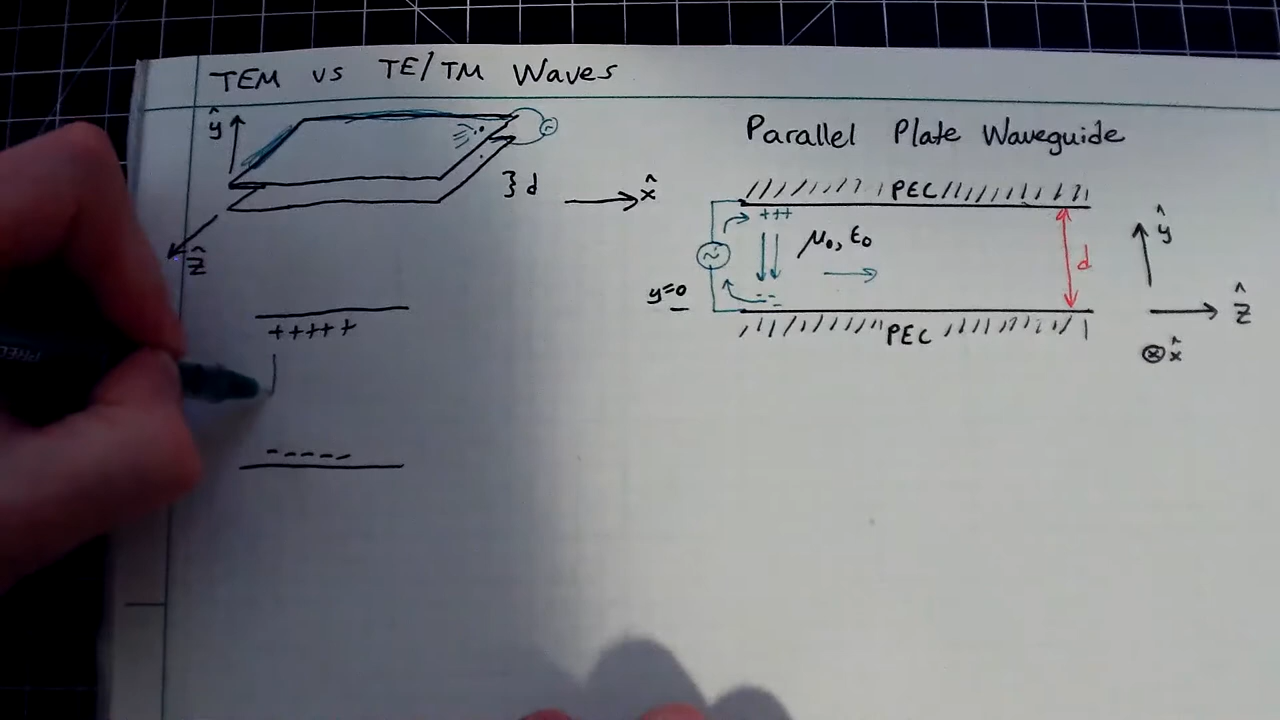 TEM vs TE/TM Waves
ŷ
} d
x̂
ẑ
+ + + + +
- - - - -
Parallel Plate Waveguide
PEC
+++
μ₀, ε₀
~
d
y=0
--
PEC
ŷ
ẑ
⊗ x̂